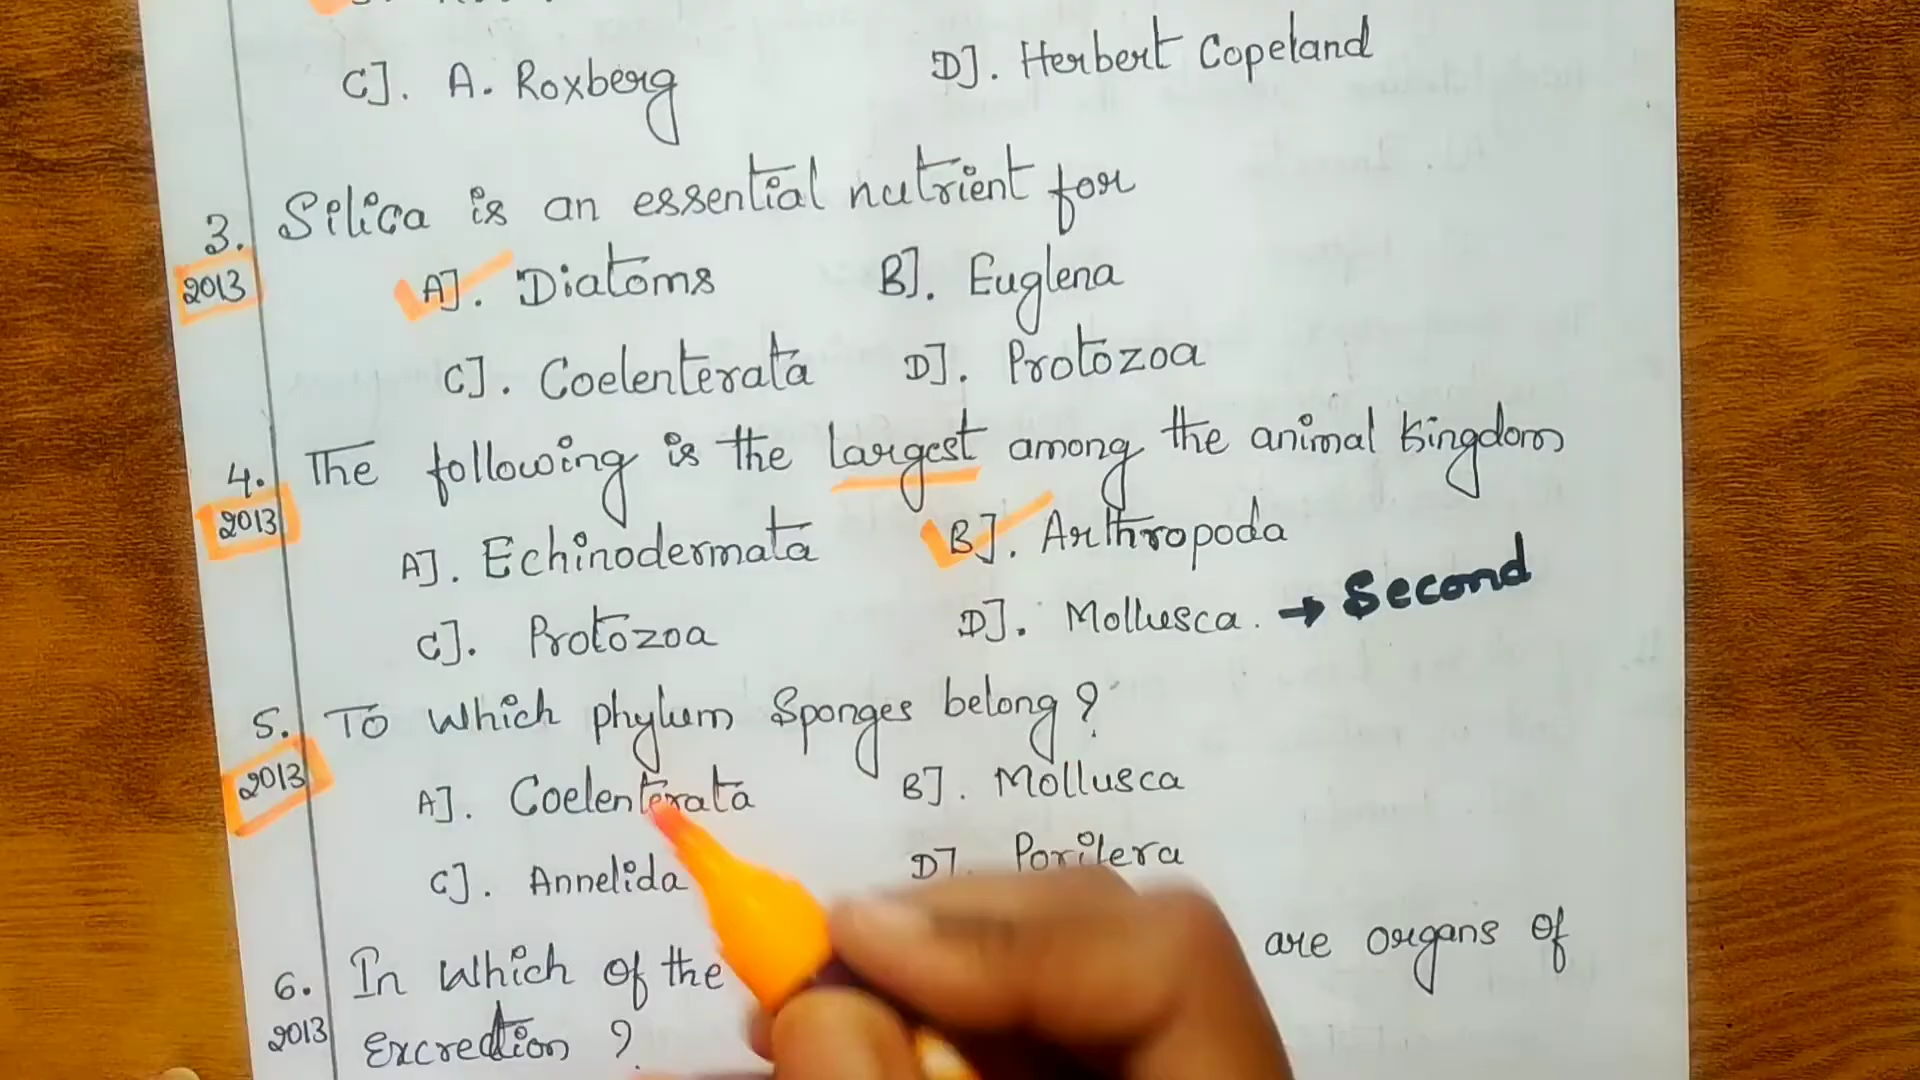 C]. A. Roxberg D]. Herbert Copeland
3. Silica is an essential nutrient for
2013 A]. Diatoms B]. Euglena
C]. Coelenterata D]. Protozoa
4. The following is the largest among the animal kingdom
2013 A]. Echinodermata B]. Arthropoda
C]. Protozoa D]. Mollusca. → Second
5. To which phylum Sponges belong?
2013 A]. Coelenterata B]. Mollusca
C]. Annelida D]. Porifera
6. In which of the are organs of
2013 Excretion ?